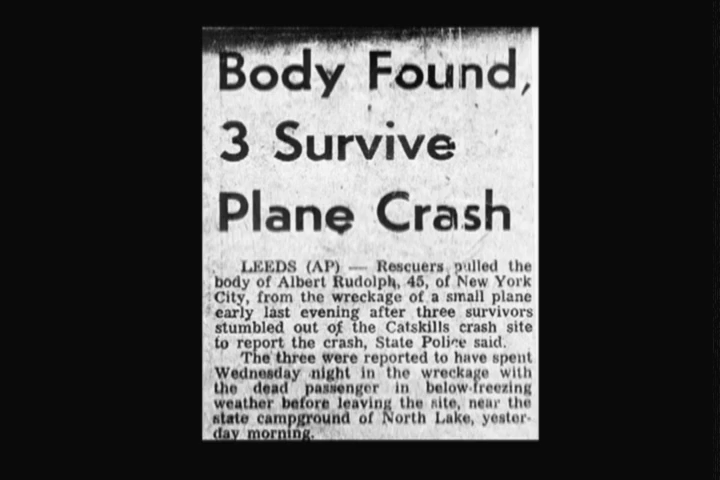 Body Found,
3 Survive
Plane Crash
LEEDS (AP) — Rescuers pulled the
body of Albert Rudolph, 45, of New York
City, from the wreckage of a small plane
early last evening after three survivors
stumbled out of the Catskills crash site
to report the crash, State Police said.
The three were reported to have spent
Wednesday night in the wreckage with
the dead passenger in below-freezing
weather before leaving the site, near the
state campground of North Lake, yester-
day morning.